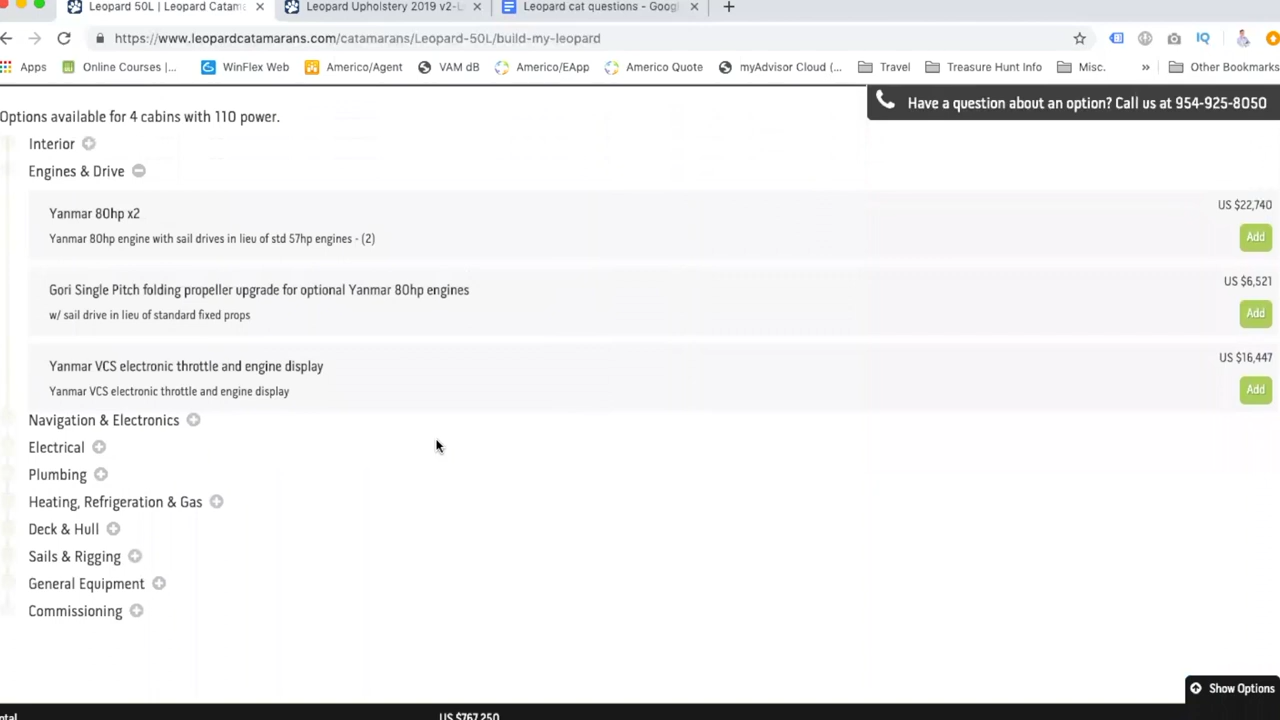 Leopard 50L | Leopard Catama
Leopard Upholstery 2019 v2-L
Leopard cat questions - Goog
https://www.leopardcatamarans.com/catamarans/Leopard-50L/build-my-leopard
IQ
Apps
Online Courses |...
WinFlex Web
Americo/Agent
VAM dB
Americo/EApp
Americo Quote
myAdvisor Cloud (...
Travel
Treasure Hunt Info
Misc.
»
Other Bookmarks
Have a question about an option? Call us at 954-925-8050
Options available for 4 cabins with 110 power.
Interior
Engines & Drive
Yanmar 80hp x2
US $22,740
Yanmar 80hp engine with sail drives in lieu of std 57hp engines - (2)
Add
Gori Single Pitch folding propeller upgrade for optional Yanmar 80hp engines
US $6,521
w/ sail drive in lieu of standard fixed props
Add
Yanmar VCS electronic throttle and engine display
US $16,447
Yanmar VCS electronic throttle and engine display
Add
Navigation & Electronics
Electrical
Plumbing
Heating, Refrigeration & Gas
Deck & Hull
Sails & Rigging
General Equipment
Commissioning
Show Options
otal
US $767,250